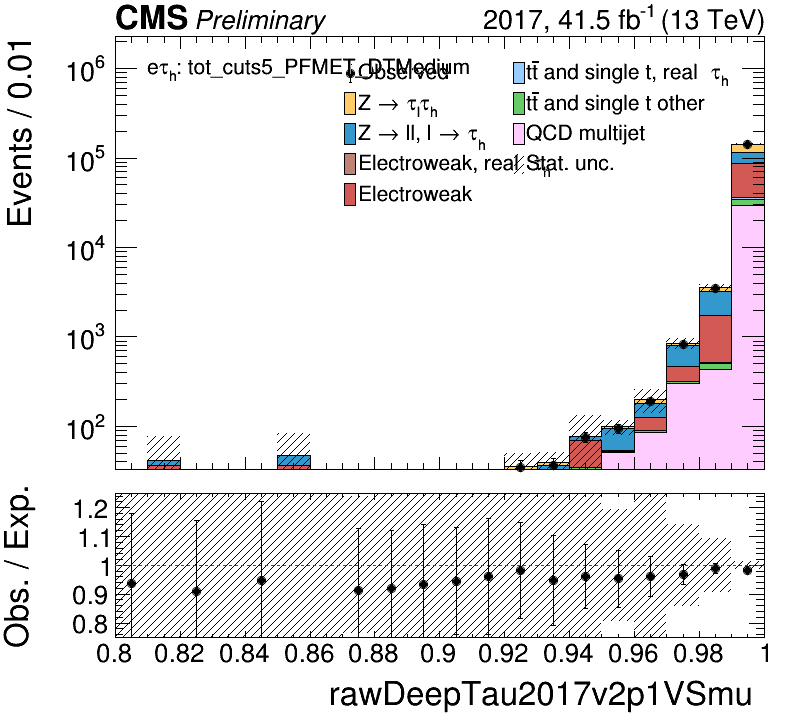 CMS Preliminary 2017, 41.5 fb⁻¹ (13 TeV)
eτₕ: tot_cuts5_PFMET_DTMedium
Observed
Z → τₗτₕ
Z → ll, l → τₕ
Electroweak, real τₕ
Electroweak
tt̄ and single t, real τₕ
tt̄ and single t other
QCD multijet
Stat. unc.
Events / 0.01
10⁶
10⁵
10⁴
10³
10²
Obs. / Exp.
1.2
1.1
1
0.9
0.8
0.8 0.82 0.84 0.86 0.88 0.9 0.92 0.94 0.96 0.98 1
rawDeepTau2017v2p1VSmu